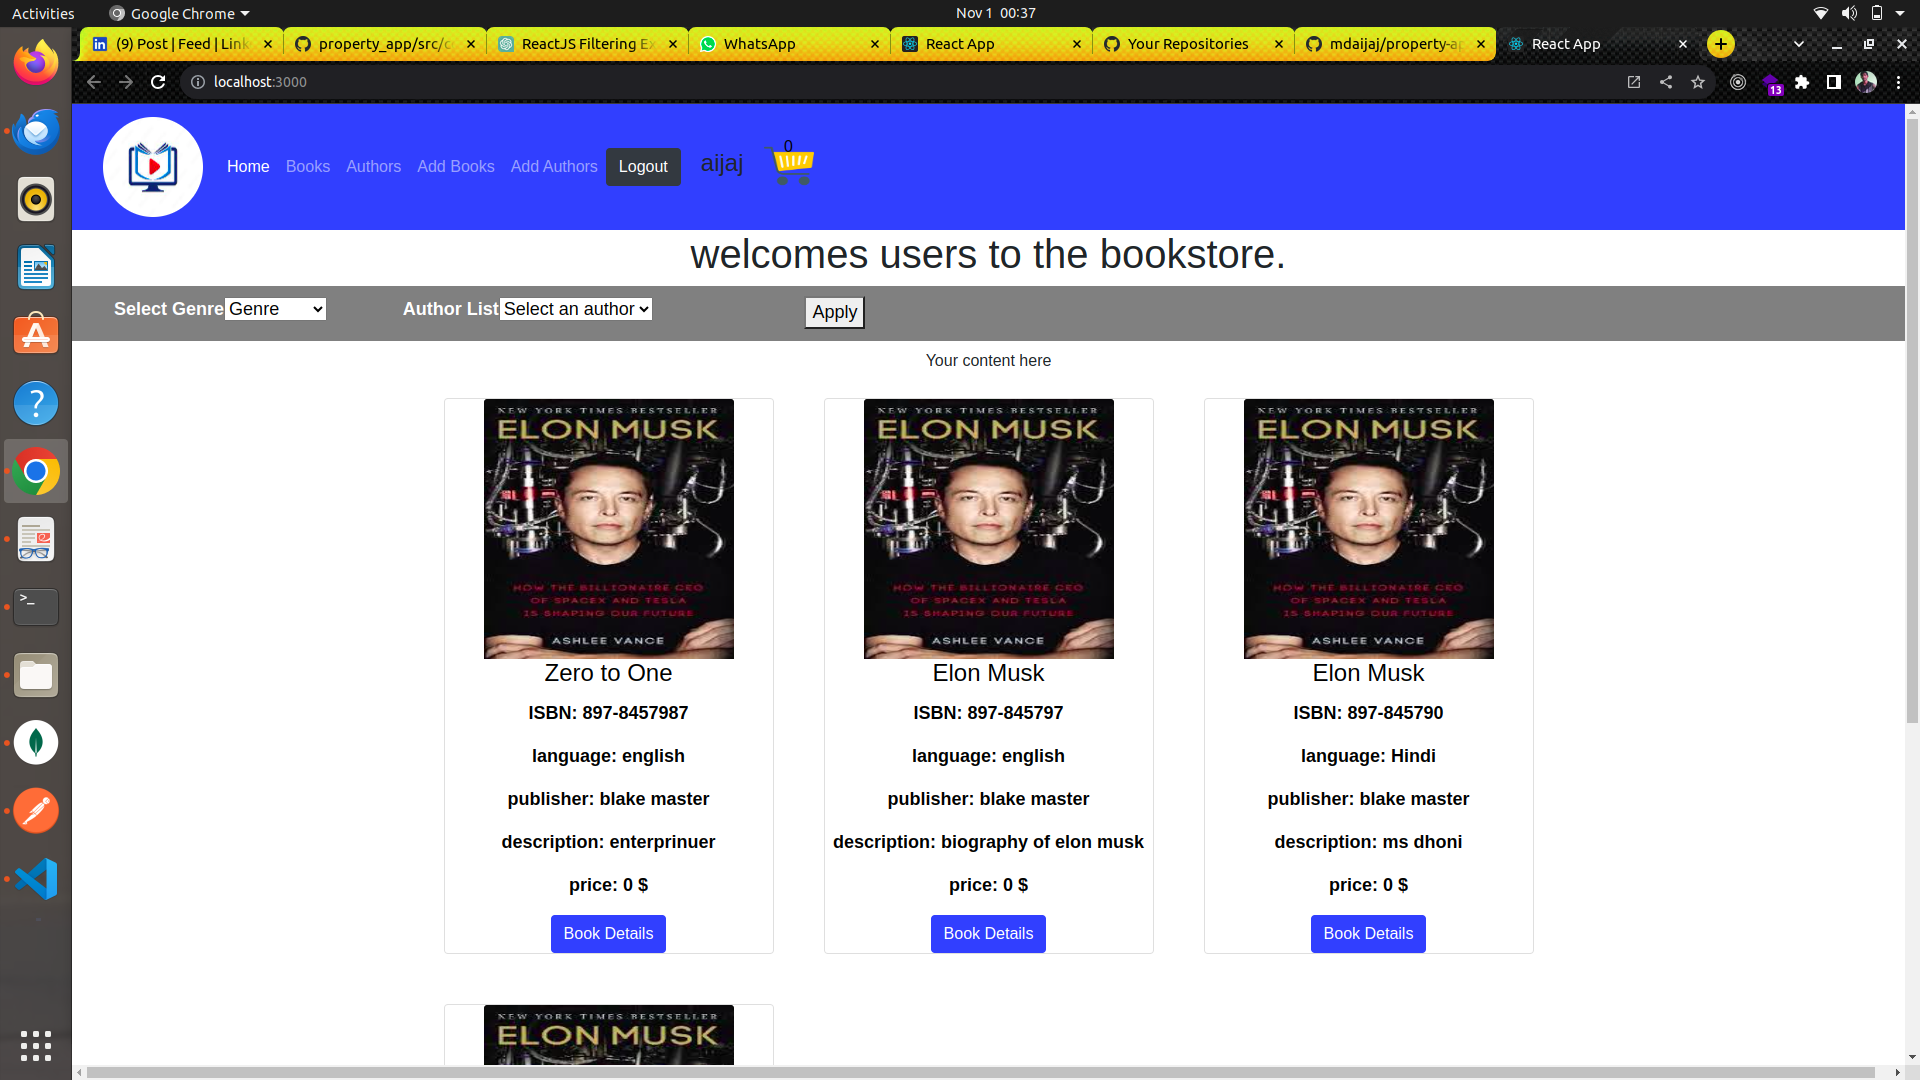 Activities
Google Chrome
Nov 1 00:37
(9) Post | Feed | Link
property_app/src/c
ReactJS Filtering Ex
WhatsApp
React App
Your Repositories
mdaijaj/property-ap
React App
localhost:3000
13
Home
Books
Authors
Add Books
Add Authors
Logout
aijaj
0
welcomes users to the bookstore.
Select Genre
Genre
Author List
Select an author
Apply
Your content here
NEW YORK TIMES BESTSELLER
ELON MUSK
HOW THE BILLIONAIRE CEO
OF SPACEX AND TESLA
IS SHAPING OUR FUTURE
ASHLEE VANCE
Zero to One
ISBN: 897-8457987
language: english
publisher: blake master
description: enterprinuer
price: 0 $
Book Details
NEW YORK TIMES BESTSELLER
ELON MUSK
HOW THE BILLIONAIRE CEO
OF SPACEX AND TESLA
IS SHAPING OUR FUTURE
ASHLEE VANCE
Elon Musk
ISBN: 897-845797
language: english
publisher: blake master
description: biography of elon musk
price: 0 $
Book Details
NEW YORK TIMES BESTSELLER
ELON MUSK
HOW THE BILLIONAIRE CEO
OF SPACEX AND TESLA
IS SHAPING OUR FUTURE
ASHLEE VANCE
Elon Musk
ISBN: 897-845790
language: Hindi
publisher: blake master
description: ms dhoni
price: 0 $
Book Details
NEW YORK TIMES BESTSELLER
ELON MUSK